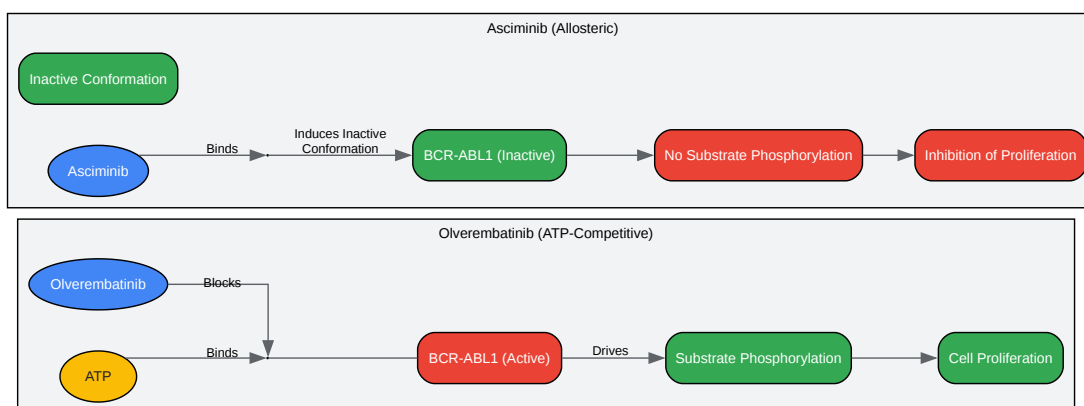 Asciminib (Allosteric)
Inactive Conformation
Asciminib
Binds
Induces Inactive
Conformation
BCR-ABL1 (Inactive)
No Substrate Phosphorylation
Inhibition of Proliferation
Olverembatinib (ATP-Competitive)
Olverembatinib
Blocks
ATP
Binds
BCR-ABL1 (Active)
Drives
Substrate Phosphorylation
Cell Proliferation